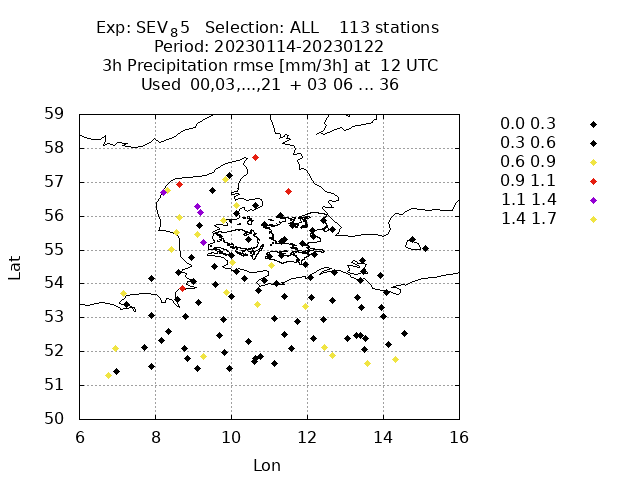 Exp: SEV85 Selection: ALL 113 stations
Period: 20230114-20230122
3h Precipitation rmse [mm/3h] at 12 UTC
Used 00,03,...,21 + 03 06 ... 36
59
58
57
56
55
54
53
52
51
50
Lat
6 8 10 12 14 16
Lon
0.0 0.3
0.3 0.6
0.6 0.9
0.9 1.1
1.1 1.4
1.4 1.7